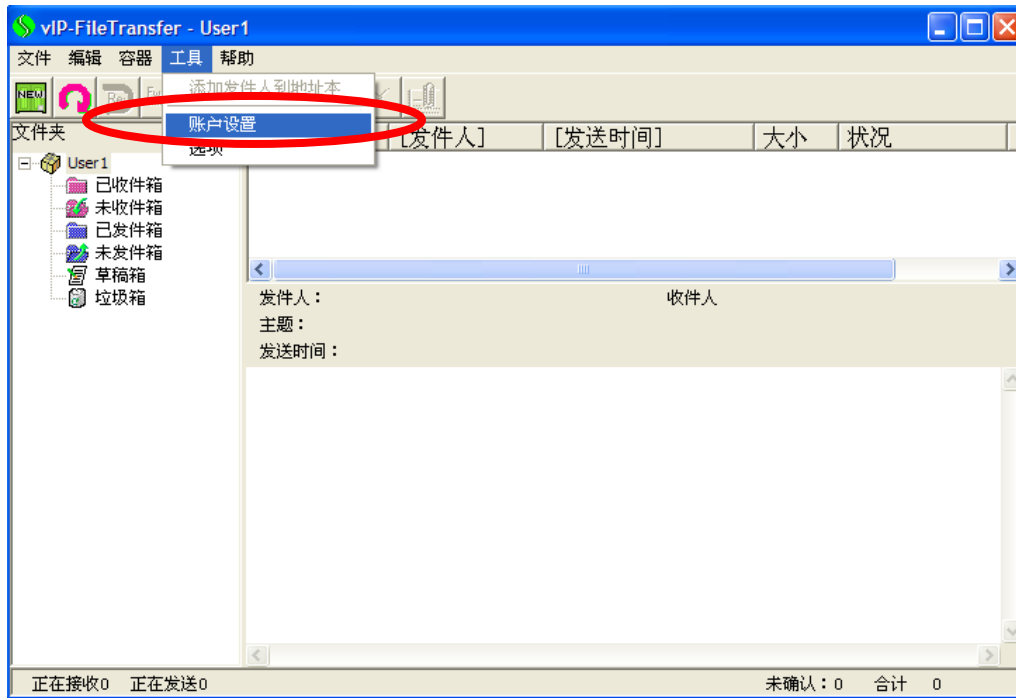 vIP-FileTransfer - User1
文件 编辑 容器 工具 帮助
NEW Re: Fw
添加发件人到地址本
账户设置
选项
文件夹 [发件人] [发送时间] 大小 状况
User1
已收件箱
未收件箱
已发件箱
未发件箱
草稿箱
垃圾箱
发件人： 收件人
主题：
发送时间：
正在接收0 正在发送0 未确认：0 合计 0